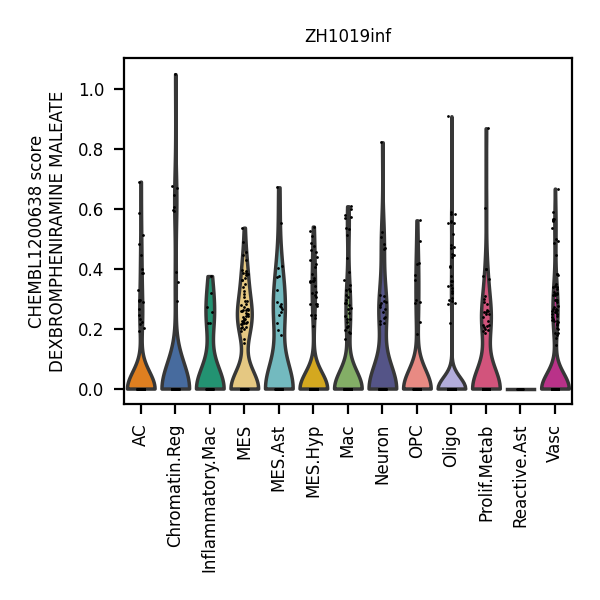 ZH1019inf
CHEMBL1200638 score
DEXBROMPHENIRAMINE MALEATE
1.0
0.8
0.6
0.4
0.2
0.0
AC
Chromatin.Reg
Inflammatory.Mac
MES
MES.Ast
MES.Hyp
Mac
Neuron
OPC
Oligo
Prolif.Metab
Reactive.Ast
Vasc